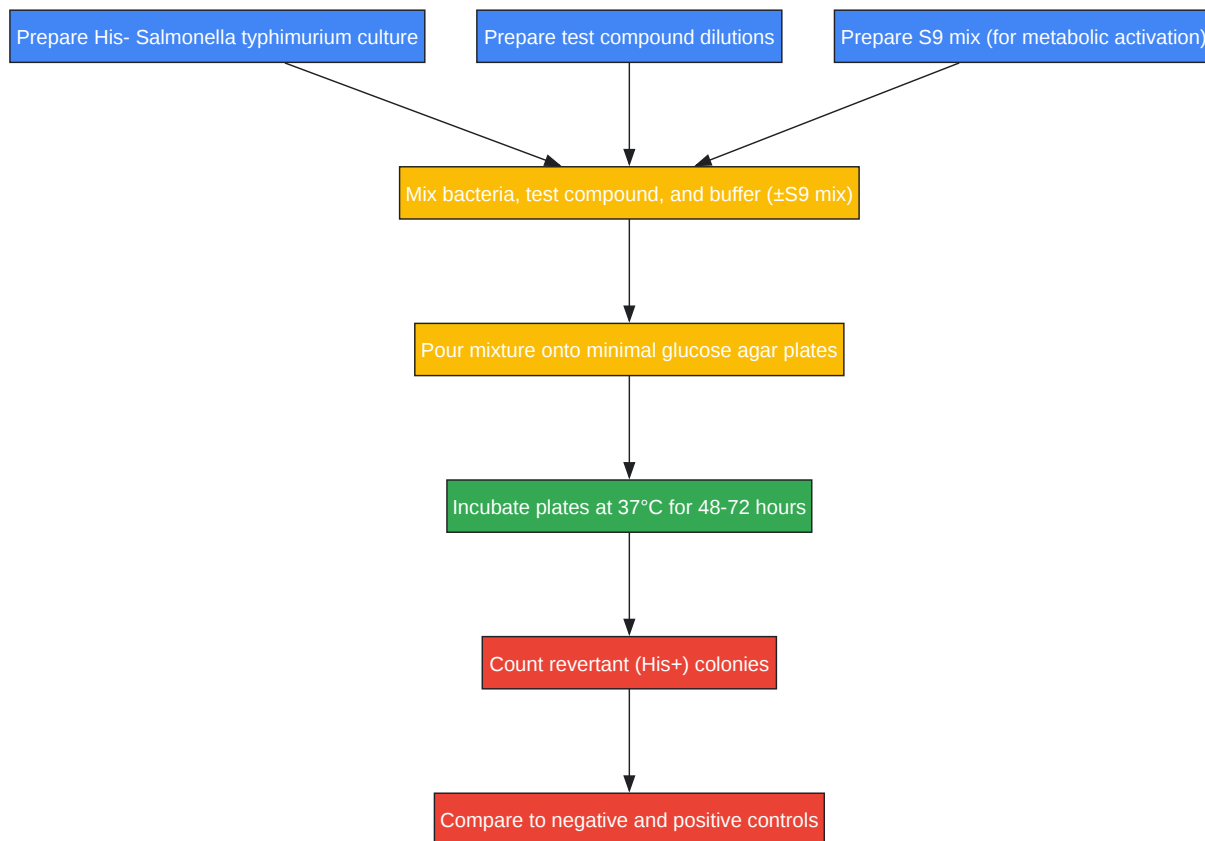 Prepare His- Salmonella typhimurium culture
Prepare test compound dilutions
Prepare S9 mix (for metabolic activation)
Mix bacteria, test compound, and buffer (±S9 mix)
Pour mixture onto minimal glucose agar plates
Incubate plates at 37°C for 48-72 hours
Count revertant (His+) colonies
Compare to negative and positive controls